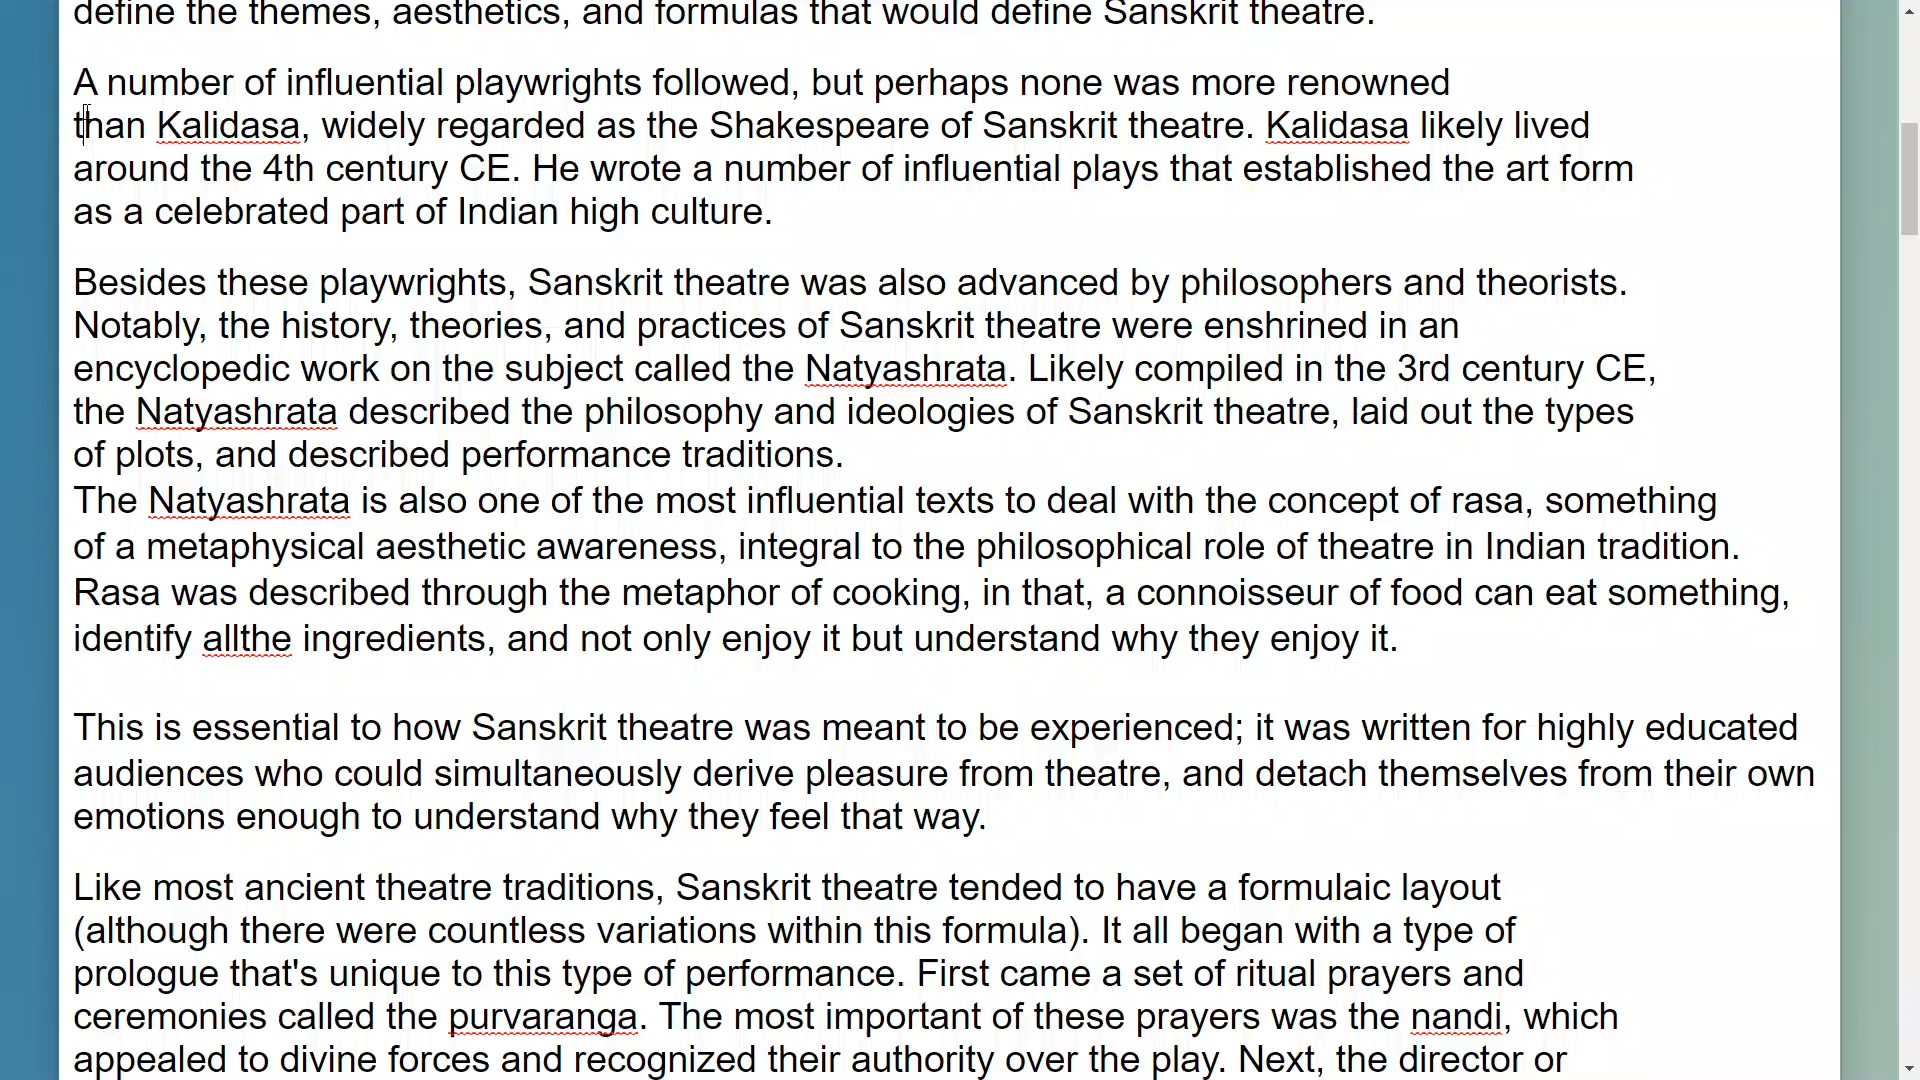 define the themes, aesthetics, and formulas that would define Sanskrit theatre.
A number of influential playwrights followed, but perhaps none was more renowned
than Kalidasa, widely regarded as the Shakespeare of Sanskrit theatre. Kalidasa likely lived
around the 4th century CE. He wrote a number of influential plays that established the art form
as a celebrated part of Indian high culture.
Besides these playwrights, Sanskrit theatre was also advanced by philosophers and theorists.
Notably, the history, theories, and practices of Sanskrit theatre were enshrined in an
encyclopedic work on the subject called the Natyashrata. Likely compiled in the 3rd century CE,
the Natyashrata described the philosophy and ideologies of Sanskrit theatre, laid out the types
of plots, and described performance traditions.
The Natyashrata is also one of the most influential texts to deal with the concept of rasa, something
of a metaphysical aesthetic awareness, integral to the philosophical role of theatre in Indian tradition.
Rasa was described through the metaphor of cooking, in that, a connoisseur of food can eat something,
identify allthe ingredients, and not only enjoy it but understand why they enjoy it.
This is essential to how Sanskrit theatre was meant to be experienced; it was written for highly educated
audiences who could simultaneously derive pleasure from theatre, and detach themselves from their own
emotions enough to understand why they feel that way.
Like most ancient theatre traditions, Sanskrit theatre tended to have a formulaic layout
(although there were countless variations within this formula). It all began with a type of
prologue that's unique to this type of performance. First came a set of ritual prayers and
ceremonies called the purvaranga. The most important of these prayers was the nandi, which
appealed to divine forces and recognized their authority over the play. Next, the director or